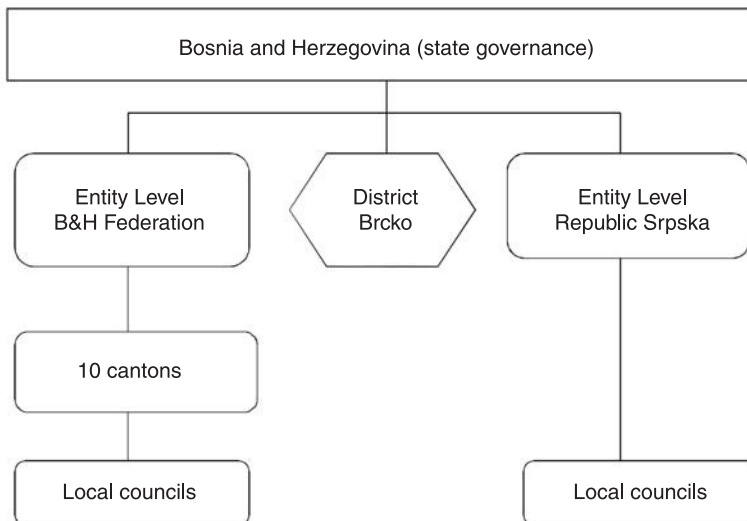 Bosnia and Herzegovina (state governance)
Entity Level
B&H Federation
District
Brcko
Entity Level
Republic Srpska
10 cantons
Local councils
Local councils